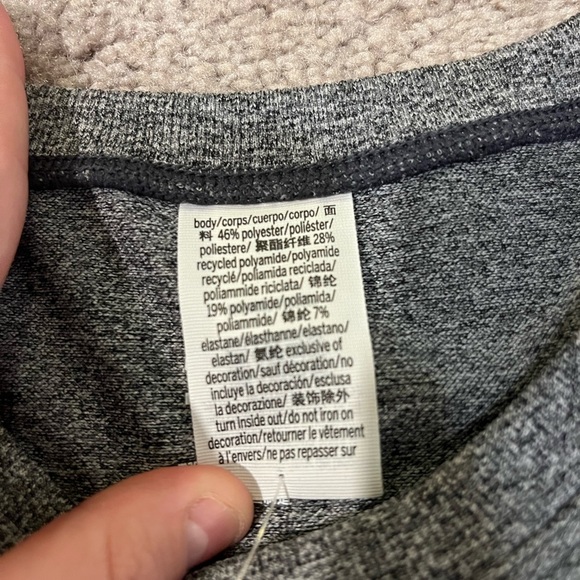 body/corps/cuerpo/corpo/ 面
料 46% polyester/poliéster/
poliestere/ 聚酯纤维 28%
recycled polyamide/polyamide
recyclé/poliamida reciclada/
poliammide riciclata/ 锦纶
19% polyamide/poliamida/
poliammide/ 锦纶 7%
elastane/élasthanne/elastano/
elastan/ 氨纶 exclusive of
decoration/sauf décoration/no
incluye la decoración/esclusa
la decorazione/ 装饰除外
turn inside out/do not iron on
decoration/retourner le vêtement
à l'envers/ne pas repasser sur